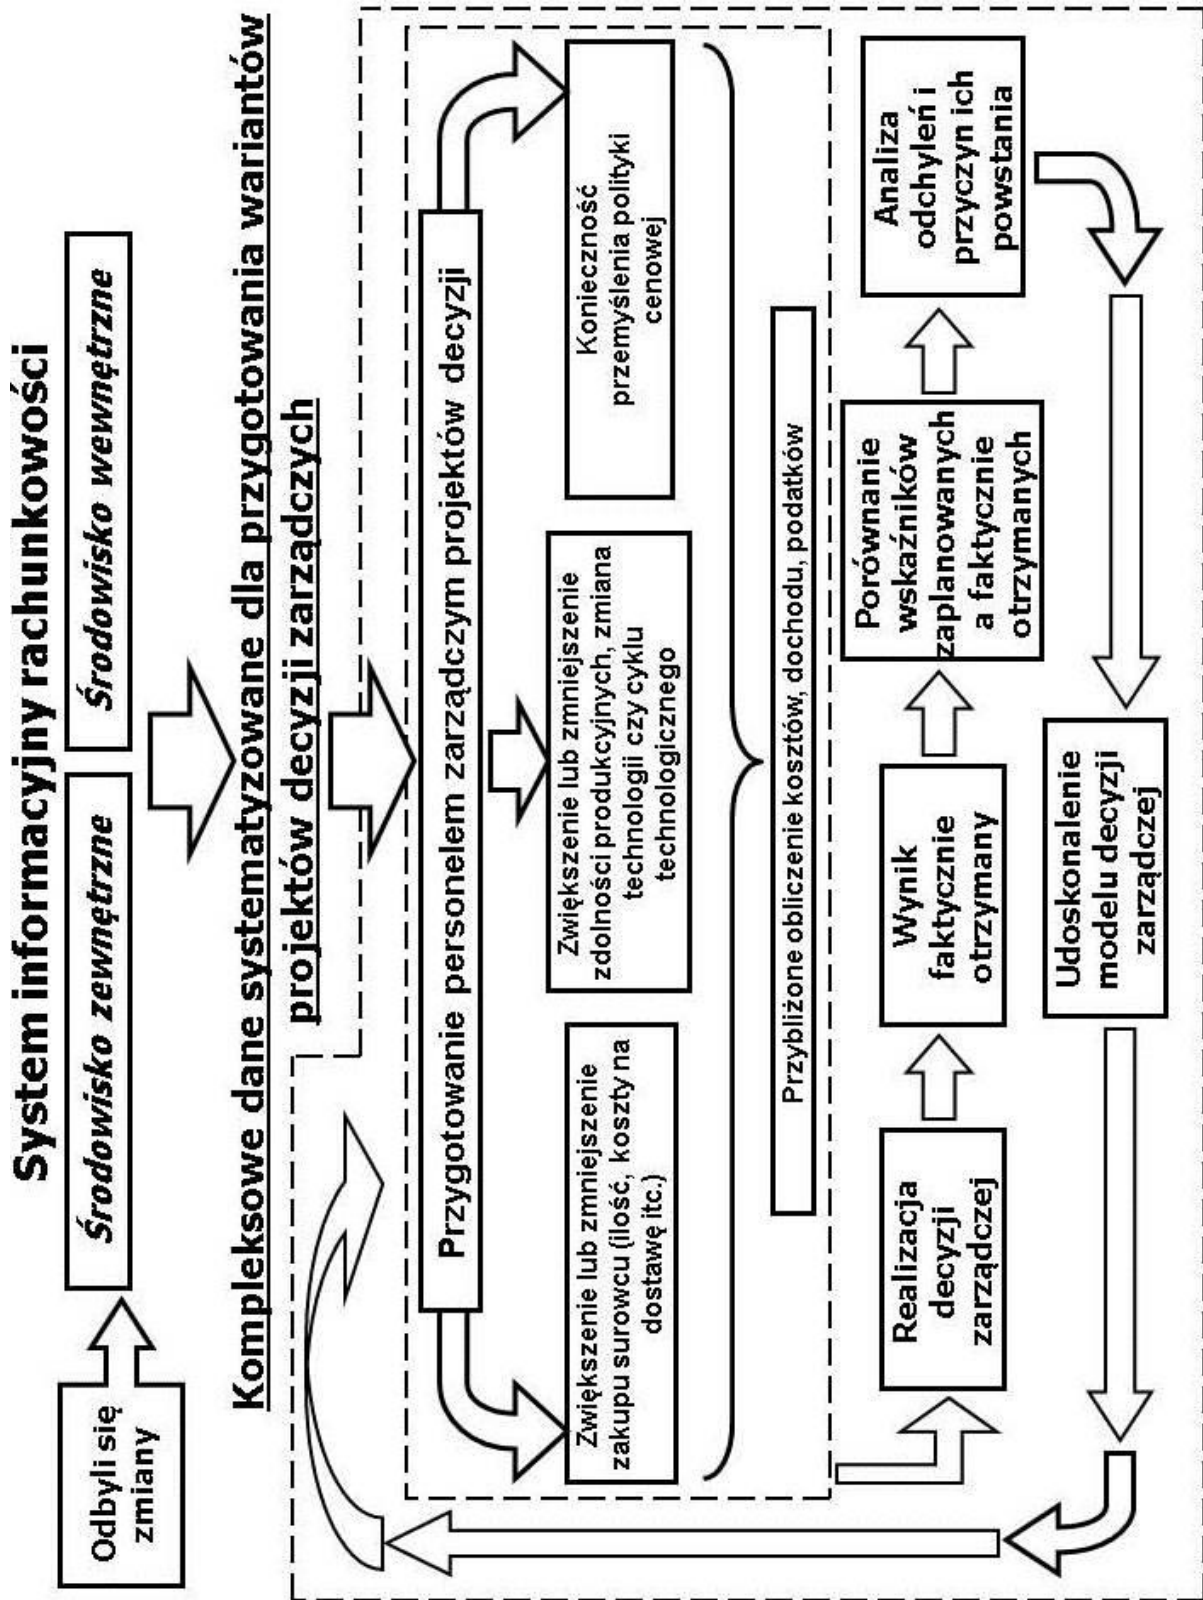 System informacyjny rachunkowości
Odbyli się
zmiany
Środowisko zewnętrzne
Środowisko wewnętrzne
Kompleksowe dane systematyzowane dla przygotowania wariantów
projektów decyzji zarządczych
Przygotowanie personelem zarządczym projektów decyzji
Zwiększenie lub zmniejszenie
zakupu surowcu (ilość, koszty na
dostawę itc.)
Zwiększenie lub zmniejszenie
zdolności produkcyjnych, zmiana
technologii czy cyklu
technologicznego
Konieczność
przemyślenia polityki
cenowej
Przybliżone obliczenie kosztów, dochodu, podatków
Realizacja
decyzji
zarządczej
Wynik
faktycznie
otrzymany
Porównanie
wskaźników
zaplanowanych
a faktycznie
otrzymanych
Analiza
odchyleń i
przyczyn ich
powstania
Udoskonalenie
modelu decyzji
zarządczej